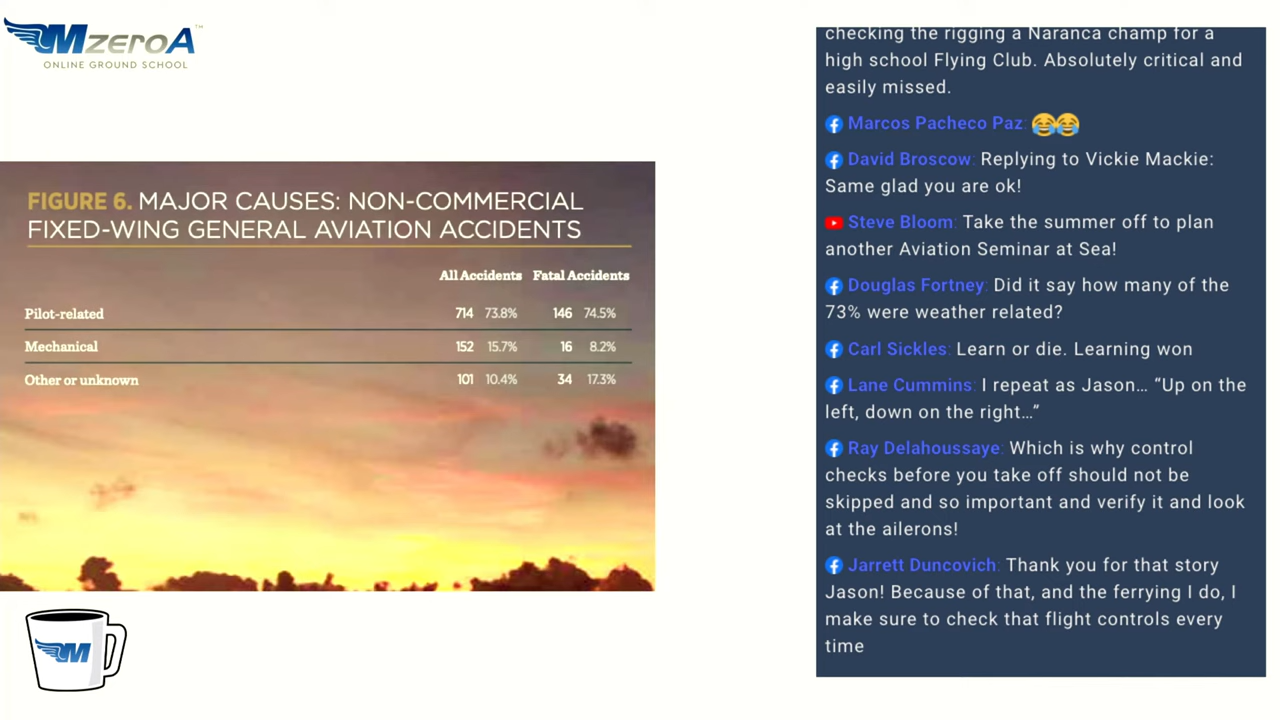 MzeroA™
ONLINE GROUND SCHOOL
FIGURE 6. MAJOR CAUSES: NON-COMMERCIAL
FIXED-WING GENERAL AVIATION ACCIDENTS
All Accidents Fatal Accidents
Pilot-related 714 73.8% 146 74.5%
Mechanical 152 15.7% 16 8.2%
Other or unknown 101 10.4% 34 17.3%
M
checking the rigging a Naranca champ for a
high school Flying Club. Absolutely critical and
easily missed.
Marcos Pacheco Paz: 😂😂
David Broscow: Replying to Vickie Mackie:
Same glad you are ok!
Steve Bloom: Take the summer off to plan
another Aviation Seminar at Sea!
Douglas Fortney: Did it say how many of the
73% were weather related?
Carl Sickles: Learn or die. Learning won
Lane Cummins: I repeat as Jason… “Up on the
left, down on the right…”
Ray Delahoussaye: Which is why control
checks before you take off should not be
skipped and so important and verify it and look
at the ailerons!
Jarrett Duncovich: Thank you for that story
Jason! Because of that, and the ferrying I do, I
make sure to check that flight controls every
time